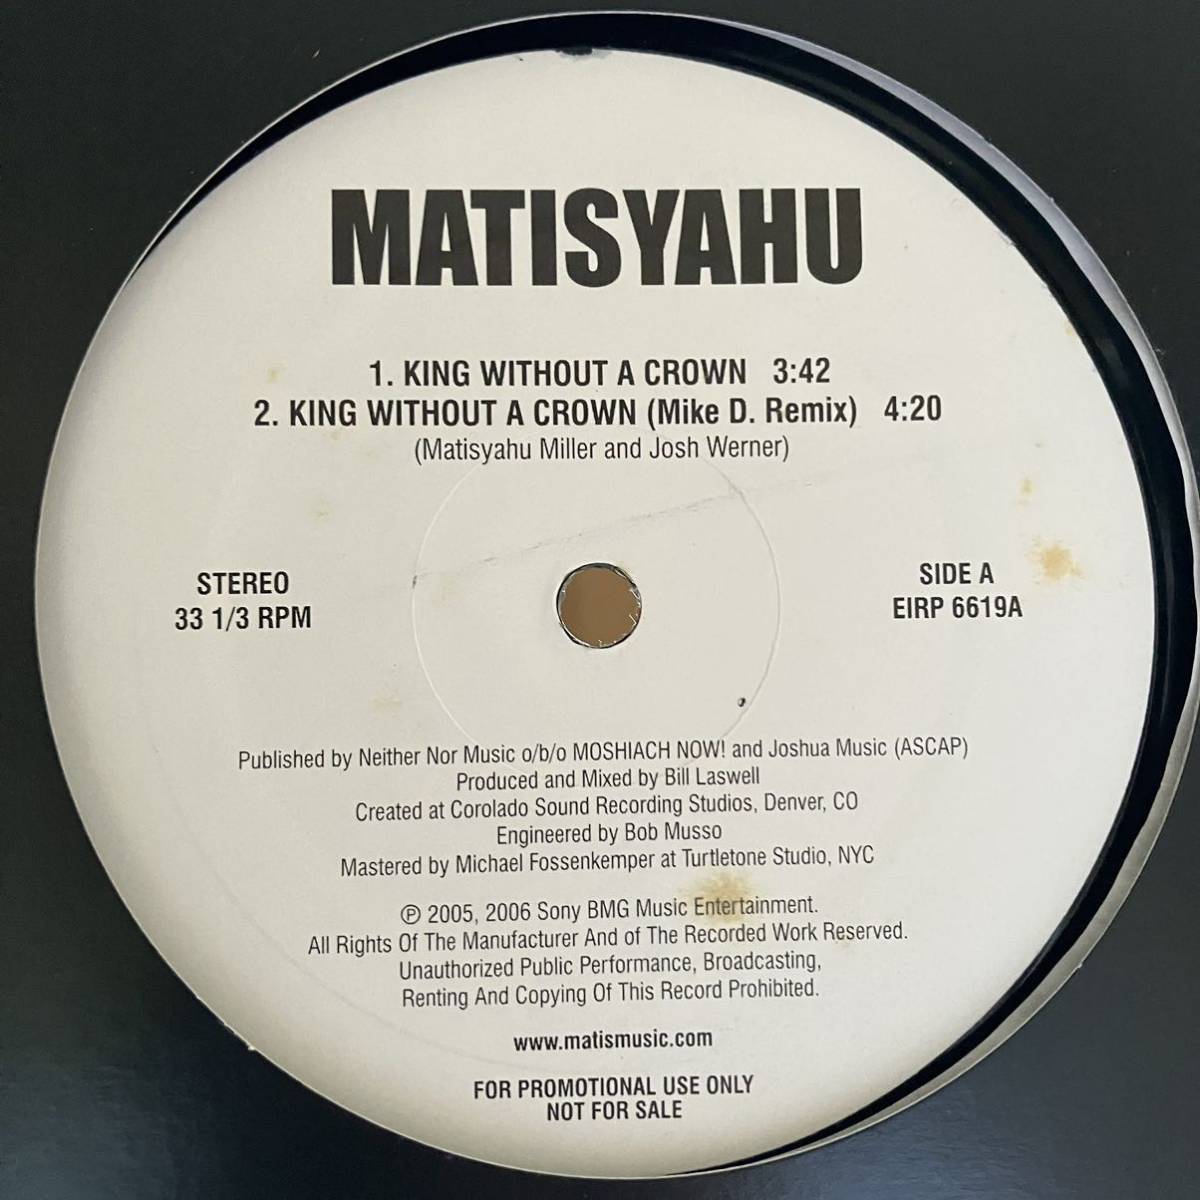 MATISYAHU
1. KING WITHOUT A CROWN 3:42
2. KING WITHOUT A CROWN (Mike D. Remix) 4:20
(Matisyahu Miller and Josh Werner)
STEREO
33 1/3 RPM
SIDE A
EIRP 6619A
Published by Neither Nor Music o/b/o MOSHIACH NOW! and Joshua Music (ASCAP)
Produced and Mixed by Bill Laswell
Created at Corolado Sound Recording Studios, Denver, CO
Engineered by Bob Musso
Mastered by Michael Fossenkemper at Turtletone Studio, NYC
℗ 2005, 2006 Sony BMG Music Entertainment.
All Rights Of The Manufacturer And of The Recorded Work Reserved.
Unauthorized Public Performance, Broadcasting,
Renting And Copying Of This Record Prohibited.
www.matismusic.com
FOR PROMOTIONAL USE ONLY
NOT FOR SALE